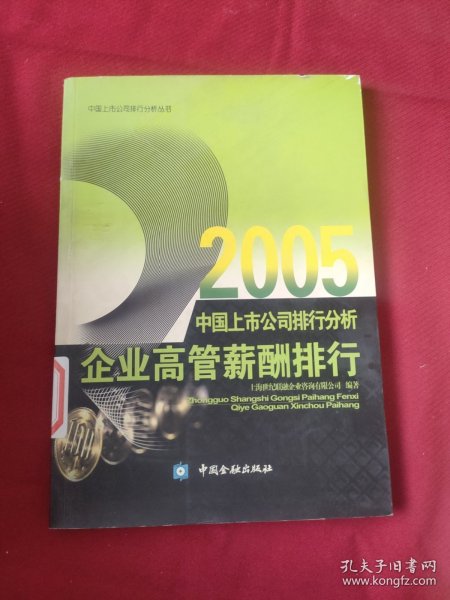 中国上市公司排行分析丛书
2005
中国上市公司排行分析
企业高管薪酬排行
上海世纪阳融企业咨询有限公司 编著
Zhongguo Shangshi Gongsi Paihang Fenxi
Qiye Gaoguan Xinchou Paihang
中国金融出版社
100
孔夫子旧书网
www.kongfz.com